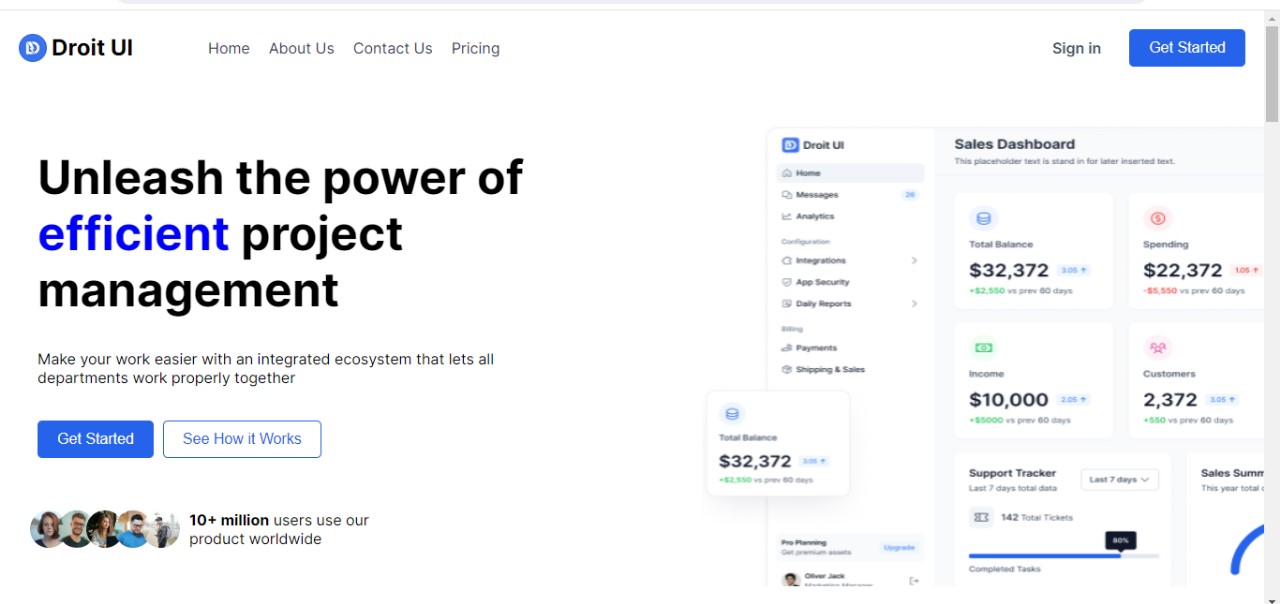 Droit UI
Home About Us Contact Us Pricing
Sign in
Get Started
Unleash the power of
efficient project
management
Make your work easier with an integrated ecosystem that lets all
departments work properly together
Get Started
See How it Works
10+ million users use our
product worldwide
Droit UI
Home
Messages 26
Analytics
Configuration
Integrations
App Security
Daily Reports
Billing
Payments
Shipping & Sales
Total Balance
$32,372 3.05
+$2,550 vs prev 60 days
Pro Planning
Get premium assets
Upgrade
Oliver Jack
Marketing Manager
Sales Dashboard
This placeholder text is stand in for later inserted text.
Total Balance
$32,372 3.05
+$2,550 vs prev 60 days
Spending
$22,372 1.05
-$5,550 vs prev 60 days
Income
$10,000 2.05
+$5000 vs prev 60 days
Customers
2,372 3.05
+550 vs prev 60 days
Support Tracker
Last 7 days total data
Last 7 days
142 Total Tickets
80%
Completed Tasks
Sales Summ
This year total